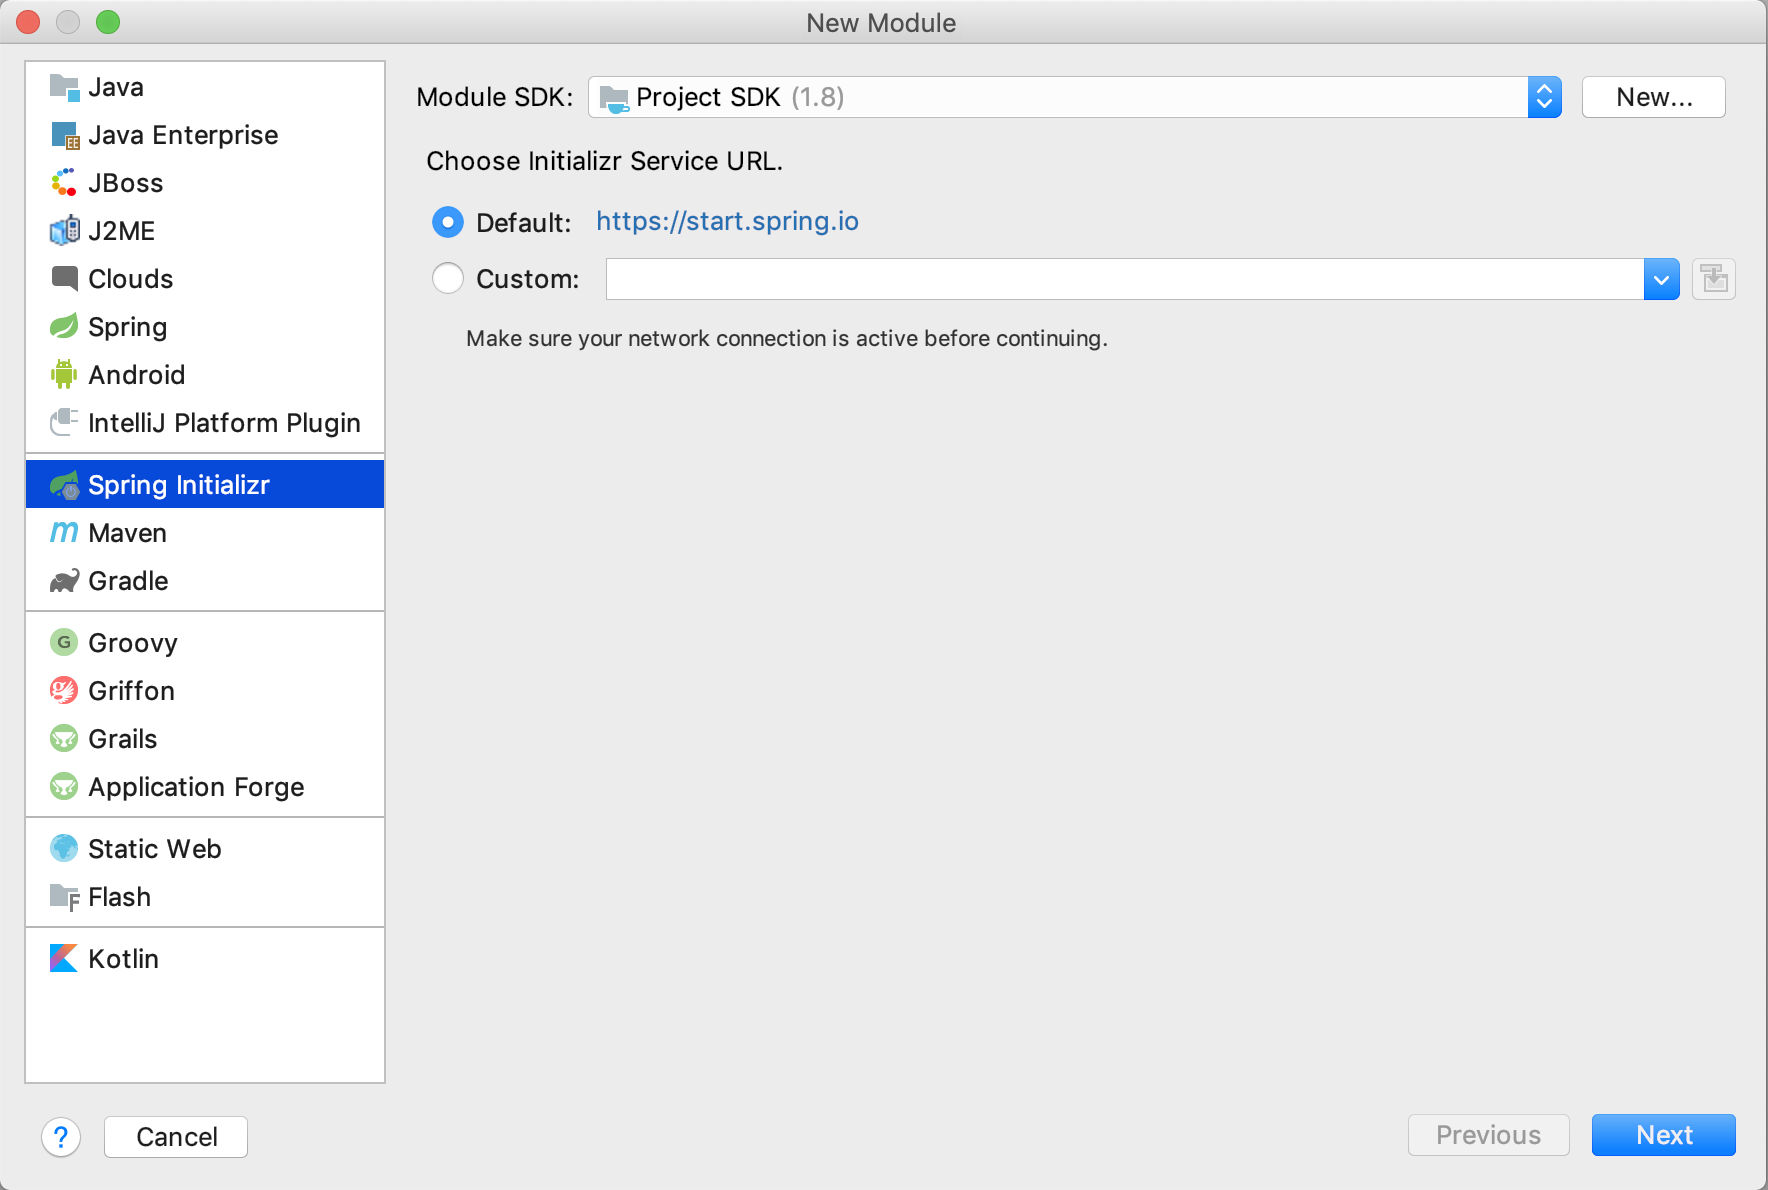 New Module
Java
Java Enterprise
JBoss
J2ME
Clouds
Spring
Android
IntelliJ Platform Plugin
Spring Initializr
Maven
Gradle
Groovy
Griffon
Grails
Application Forge
Static Web
Flash
Kotlin
Module SDK: Project SDK (1.8) New...
Choose Initializr Service URL.
Default: https://start.spring.io
Custom:
Make sure your network connection is active before continuing.
? Cancel Previous Next